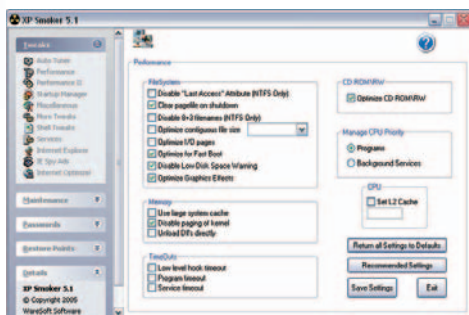 XP Smoker 5.1
Tweaks
Auto Tuner
Performance
Performance II
Startup Manager
Miscellaneous
More Tweaks
Shell Tweaks
Services
Internet Explorer
IE Spy Ads
Internet Optimizer
Maintenance
Passwords
Restore Points
Details
XP Smoker 5.1
© Copyright 2005
WareSoft Software
Performance
FileSystem
Disable "Last Access" Attribute (NTFS Only)
Clear pagefile on shutdown
Disable 8+3 filenames (NTFS Only)
Optimize contiguous file size
Optimize I/O pages
Optimize for Fast Boot
Disable Low Disk Space Warning
Optimize Graphics Effects
Memory
Use large system cache
Disable paging of kernel
Unload Dll's directly
TimeOuts
Low level hook timeout
Program timeout
Service timeout
CD ROM\RW
Optimize CD ROM\RW
Manage CPU Priority
Programs
Background Services
CPU
Set L2 Cache
Return all Settings to Defaults
Recommended Settings
Save Settings
Exit